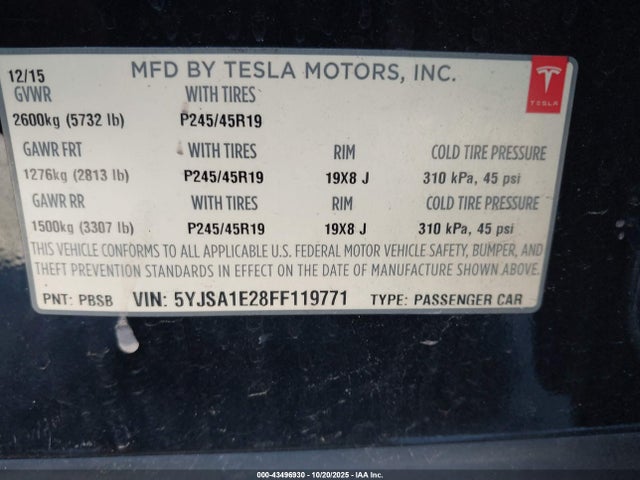 12/15 MFD BY TESLA MOTORS, INC.
TESLA
GVWR WITH TIRES
2600kg (5732 lb) P245/45R19
GAWR FRT WITH TIRES RIM COLD TIRE PRESSURE
1276kg (2813 lb) P245/45R19 19X8 J 310 kPa, 45 psi
GAWR RR WITH TIRES RIM COLD TIRE PRESSURE
1500kg (3307 lb) P245/45R19 19X8 J 310 kPa, 45 psi
THIS VEHICLE CONFORMS TO ALL APPLICABLE U.S. FEDERAL MOTOR VEHICLE SAFETY, BUMPER, AND
THEFT PREVENTION STANDARDS IN EFFECT ON THE DATE OF MANUFACTURE SHOWN ABOVE.
PNT: PBSB VIN: 5YJSA1E28FF119771 TYPE: PASSENGER CAR
000-43496930 - 10/20/2025 - IAA Inc.